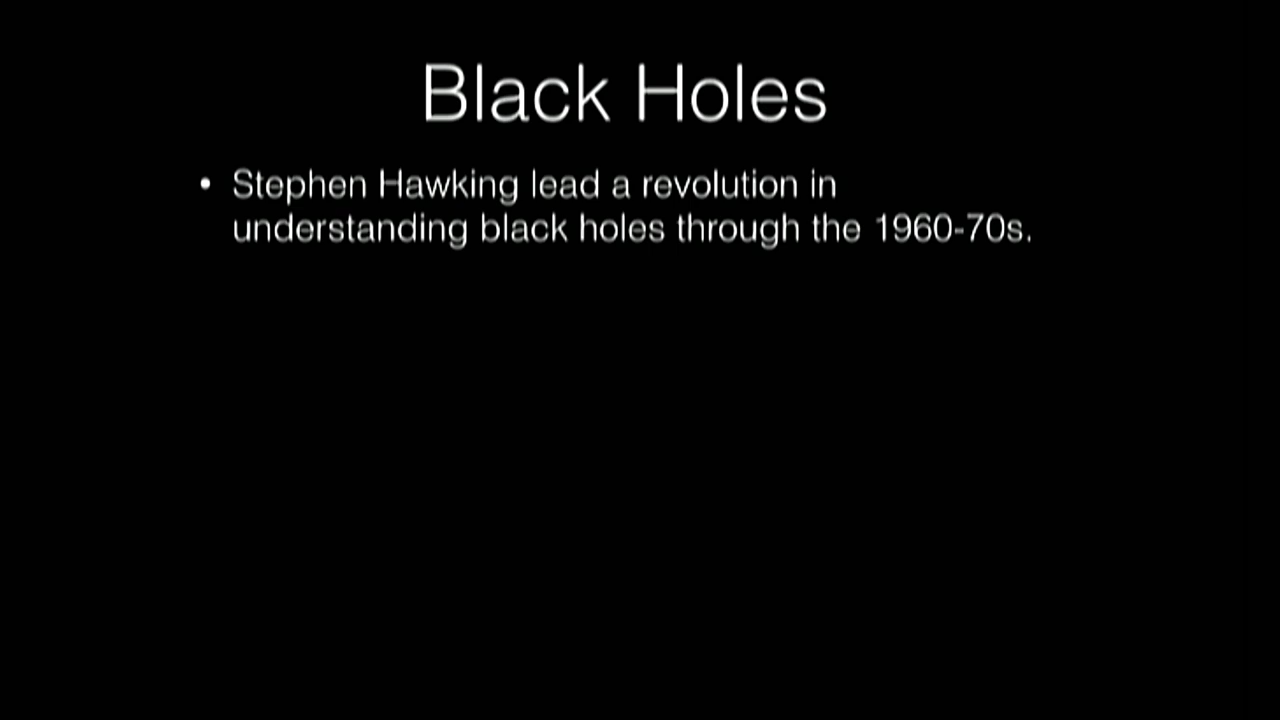 Black Holes
• Stephen Hawking lead a revolution in
understanding black holes through the 1960-70s.